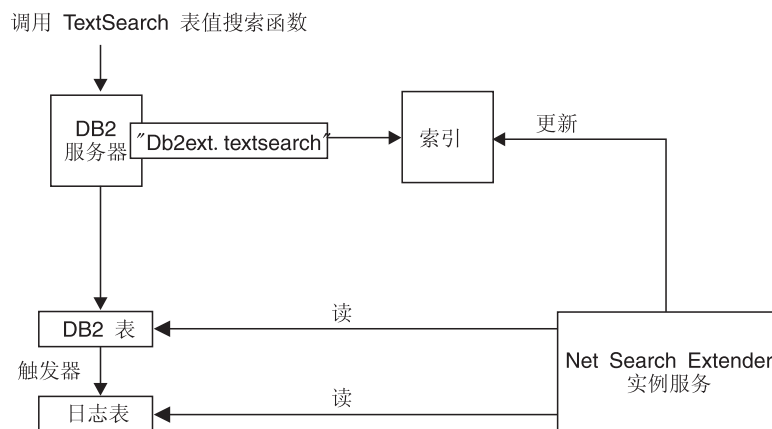 调用 TextSearch 表值搜索函数
DB2
服务器
"Db2ext. textsearch"
索引
更新
DB2 表
读
触发器
Net Search Extender
实例服务
日志表
读